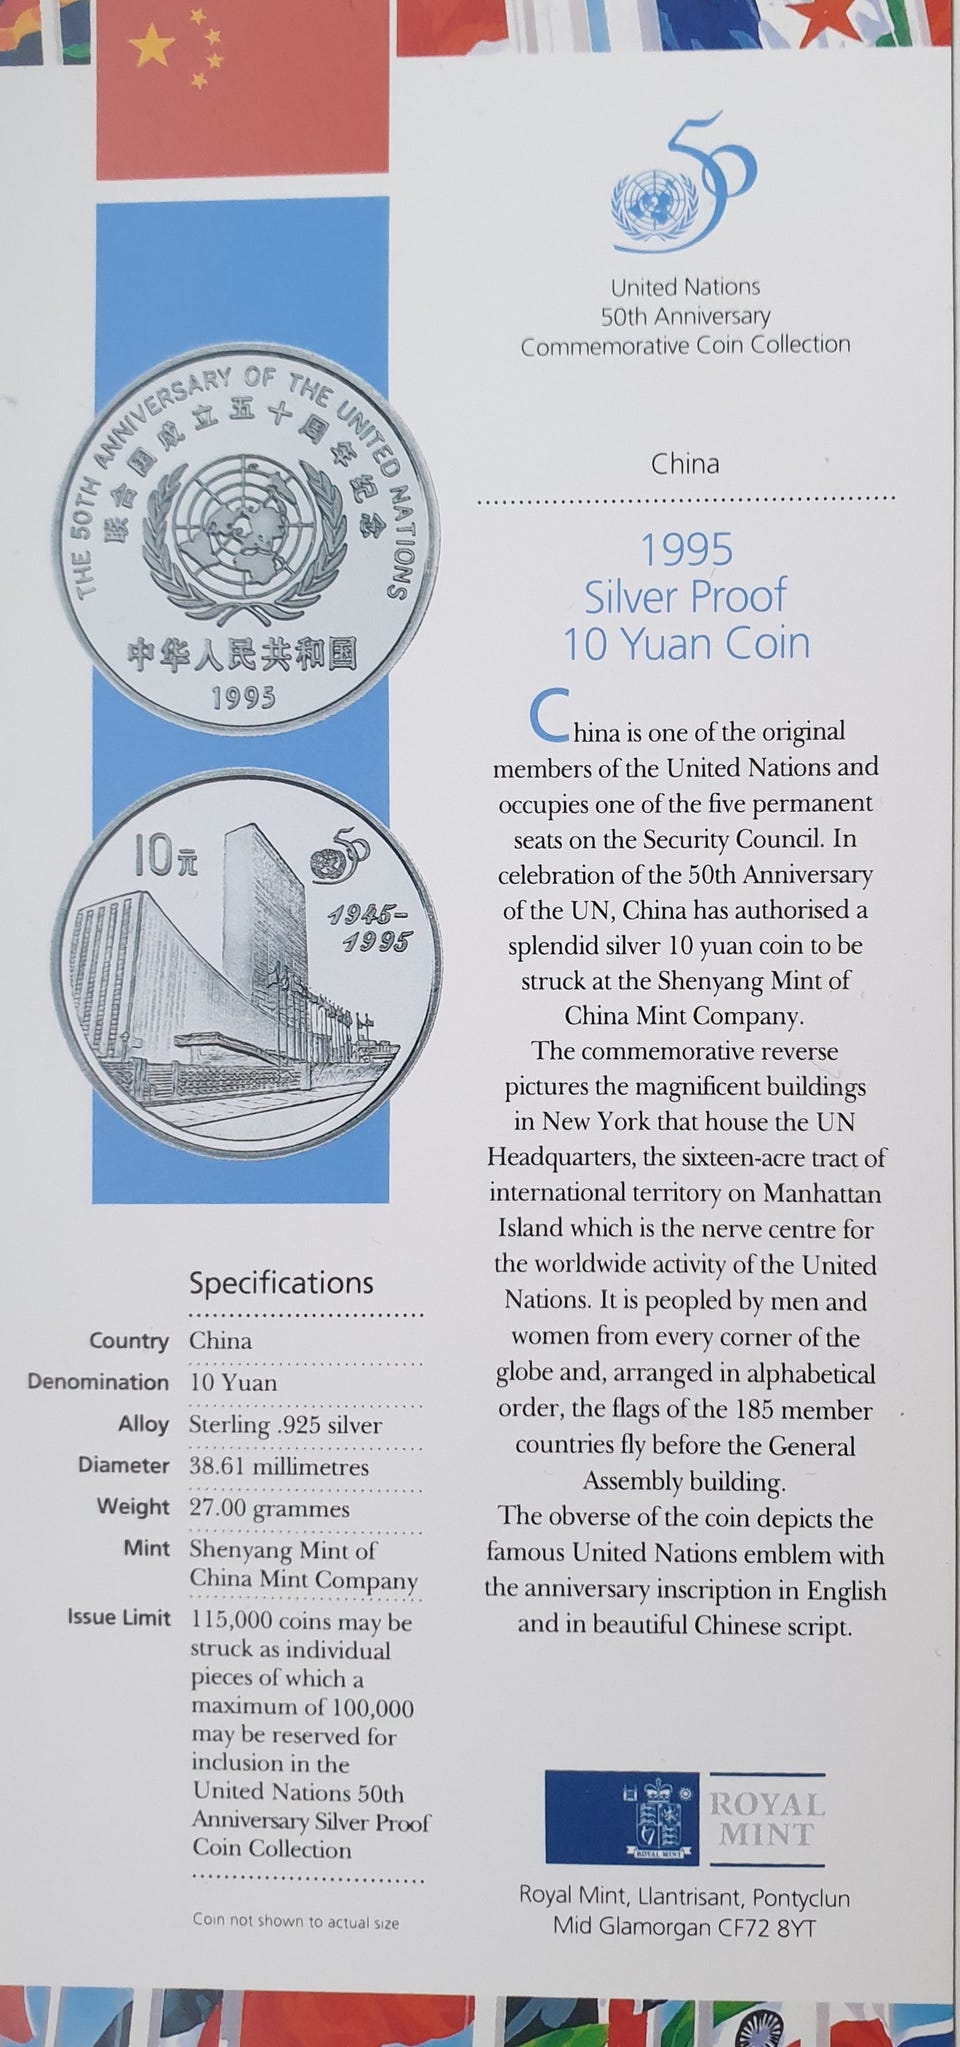 THE 50TH ANNIVERSARY OF THE UNITED NATIONS
联合国成立五十周年纪念
中华人民共和国
1995
10元
50
1945-
1995
Specifications
Country China
Denomination 10 Yuan
Alloy Sterling .925 silver
Diameter 38.61 millimetres
Weight 27.00 grammes
Mint Shenyang Mint of
China Mint Company
Issue Limit 115,000 coins may be
struck as individual
pieces of which a
maximum of 100,000
may be reserved for
inclusion in the
United Nations 50th
Anniversary Silver Proof
Coin Collection
Coin not shown to actual size
50
United Nations
50th Anniversary
Commemorative Coin Collection
China
1995
Silver Proof
10 Yuan Coin
China is one of the original
members of the United Nations and
occupies one of the five permanent
seats on the Security Council. In
celebration of the 50th Anniversary
of the UN, China has authorised a
splendid silver 10 yuan coin to be
struck at the Shenyang Mint of
China Mint Company.
The commemorative reverse
pictures the magnificent buildings
in New York that house the UN
Headquarters, the sixteen-acre tract of
international territory on Manhattan
Island which is the nerve centre for
the worldwide activity of the United
Nations. It is peopled by men and
women from every corner of the
globe and, arranged in alphabetical
order, the flags of the 185 member
countries fly before the General
Assembly building.
The obverse of the coin depicts the
famous United Nations emblem with
the anniversary inscription in English
and in beautiful Chinese script.
ROYAL MINT
ROYAL
MINT
Royal Mint, Llantrisant, Pontyclun
Mid Glamorgan CF72 8YT